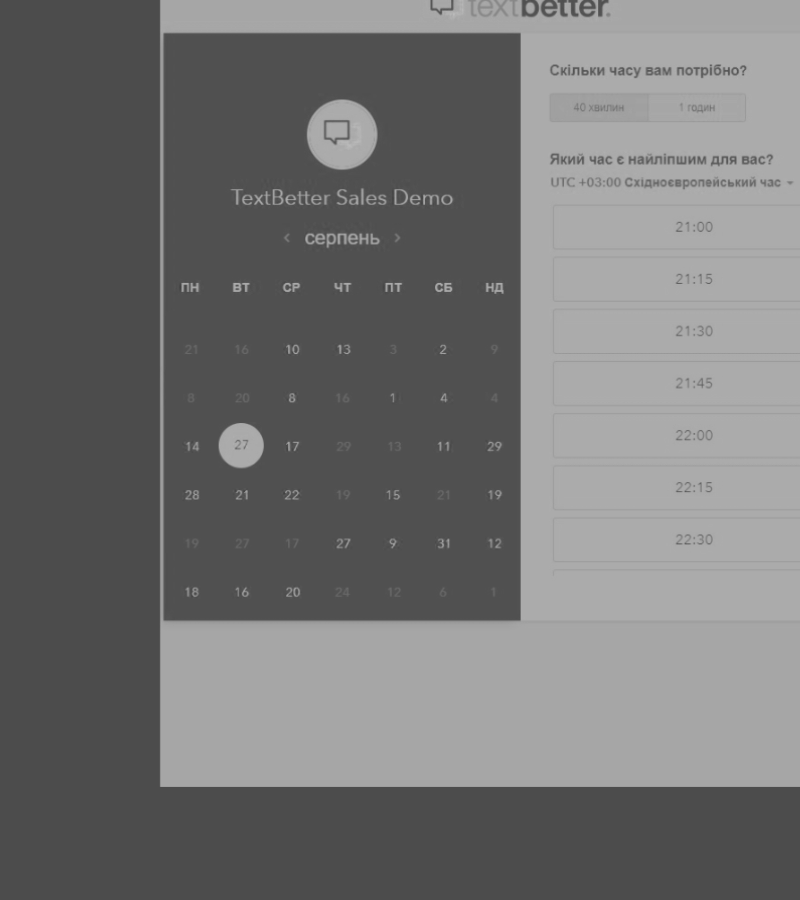 textbetter.
TextBetter Sales Demo
‹ серпень ›
ПН ВТ СР ЧТ ПТ СБ НД
21 16 10 13 3 2 9
8 20 8 16 1 4 4
14 27 17 29 13 11 29
28 21 22 19 15 21 19
19 27 17 27 9 31 12
18 16 20 24 12 6 1
Скільки часу вам потрібно?
40 хвилин 1 годин
Який час є найліпшим для вас?
UTC +03:00 Східноєвропейський час
21:00
21:15
21:30
21:45
22:00
22:15
22:30